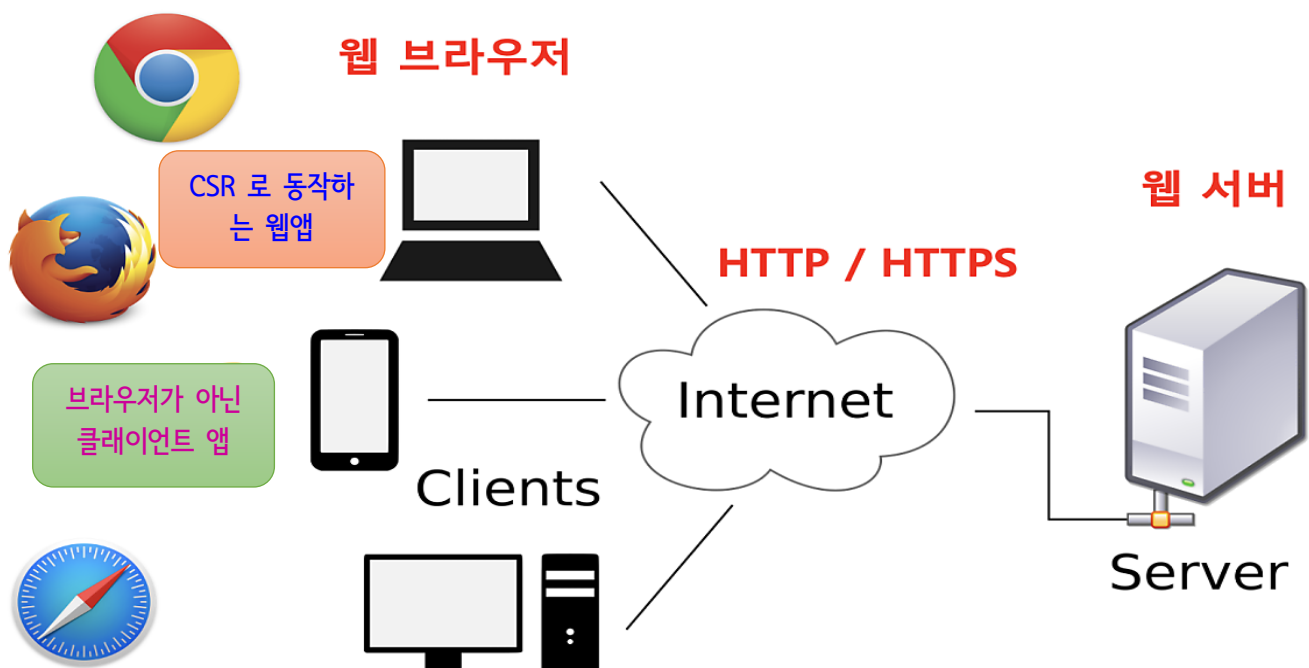 웹 브라우저
CSR 로 동작하
는 웹앱
웹 서버
HTTP / HTTPS
브라우저가 아닌
클래이언트 앱
Internet
Clients
Server